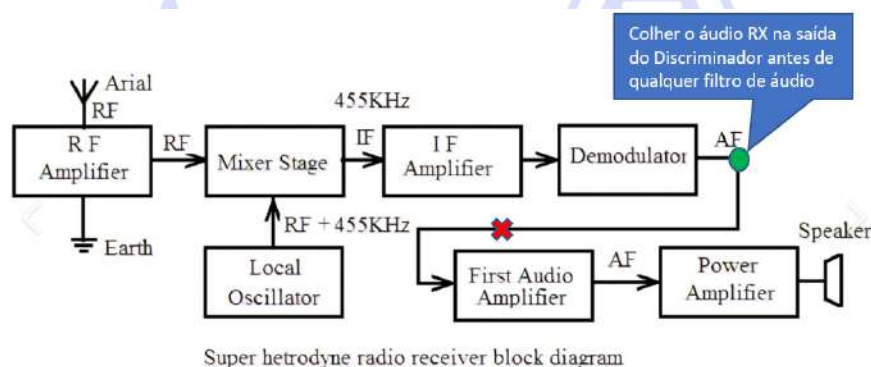 Colher o áudio RX na saída
do Discriminador antes de
qualquer filtro de áudio
Arial
RF
455KHz
R F
Amplifier
RF
Mixer Stage
IF
I F
Amplifier
Demodulator
AF
Earth
RF + 455KHz
Local
Oscillator
First Audio
Amplifier
AF
Power
Amplifier
Speaker
Super hetrodyne radio receiver block diagram